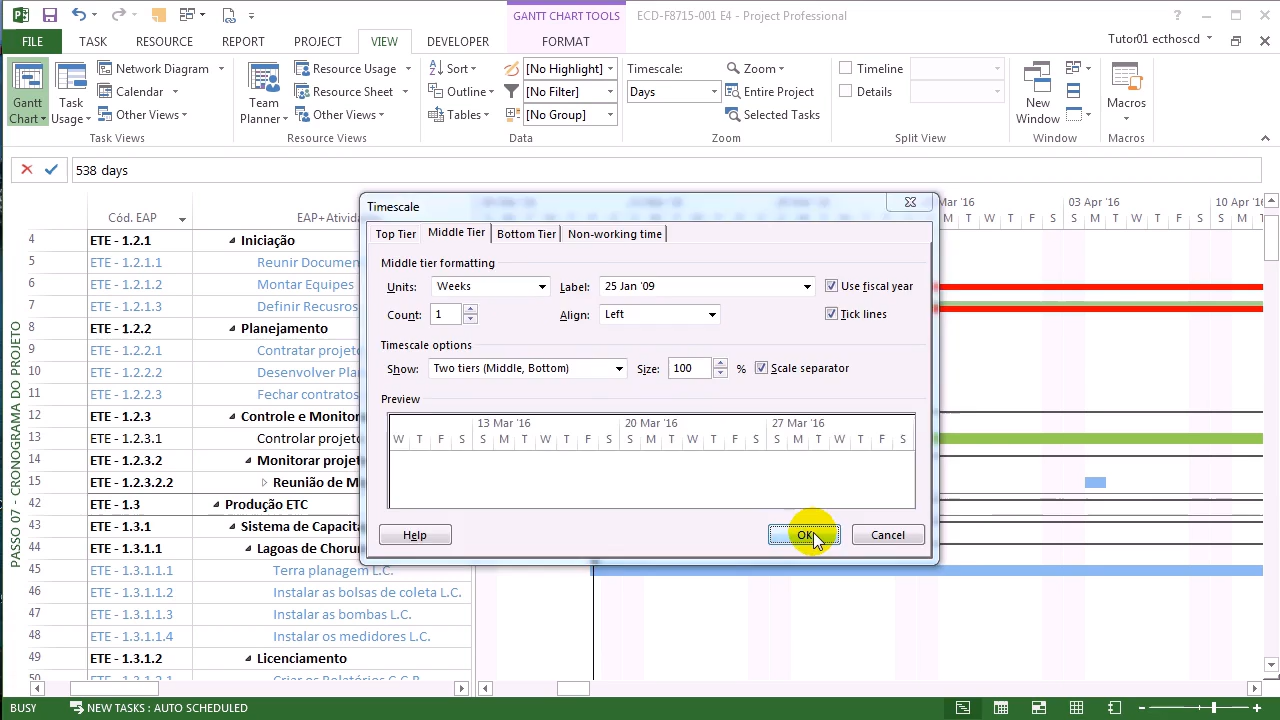 GANTT CHART TOOLS
ECD-F8715-001 E4 - Project Professional
FILE TASK RESOURCE REPORT PROJECT VIEW DEVELOPER FORMAT
Tutor01 ecthoscd
Gantt Chart
Task Usage
Network Diagram
Calendar
Other Views
Task Views
Team Planner
Resource Usage
Resource Sheet
Other Views
Resource Views
Sort
Outline
Tables
[No Highlight]
[No Filter]
[No Group]
Data
Timescale:
Days
Zoom
Entire Project
Selected Tasks
Zoom
Timeline
Details
Split View
New Window
Window
Macros
Macros
538 days
Timescale
Top Tier Middle Tier Bottom Tier Non-working time
Middle tier formatting
Units: Weeks Label: 25 Jan '09 Use fiscal year
Count: 1 Align: Left Tick lines
Timescale options
Show: Two tiers (Middle, Bottom) Size: 100 % Scale separator
Preview
13 Mar '16 20 Mar '16 27 Mar '16
W T F S S M T W T F S S M T W T F S S M T W T F S
Help OK Cancel
Mar '16 03 Apr '16 10 Apr '16
M T W T F S S M T W T F S S M T
Cód. EAP EAP+Ativida
4 ETE - 1.2.1 Iniciação
5 ETE - 1.2.1.1 Reunir Documen
6 ETE - 1.2.1.2 Montar Equipes
7 ETE - 1.2.1.3 Definir Recusros
8 ETE - 1.2.2 Planejamento
9 ETE - 1.2.2.1 Contratar projeto
10 ETE - 1.2.2.2 Desenvolver Plan
11 ETE - 1.2.2.3 Fechar contratos
12 ETE - 1.2.3 Controle e Monitor
13 ETE - 1.2.3.1 Controlar projeto
14 ETE - 1.2.3.2 Monitorar projet
15 ETE - 1.2.3.2.2 Reunião de M
42 ETE - 1.3 Produção ETC
43 ETE - 1.3.1 Sistema de Capacita
44 ETE - 1.3.1.1 Lagoas de Chorum
45 ETE - 1.3.1.1.1 Terra planagem L.C.
46 ETE - 1.3.1.1.2 Instalar as bolsas de coleta L.C.
47 ETE - 1.3.1.1.3 Instalar as bombas L.C.
48 ETE - 1.3.1.1.4 Instalar os medidores L.C.
49 ETE - 1.3.1.2 Licenciamento
50 ETE - 1.3.1.2.1
PASSO 07 - CRONOGRAMA DO PROJETO
BUSY NEW TASKS : AUTO SCHEDULED